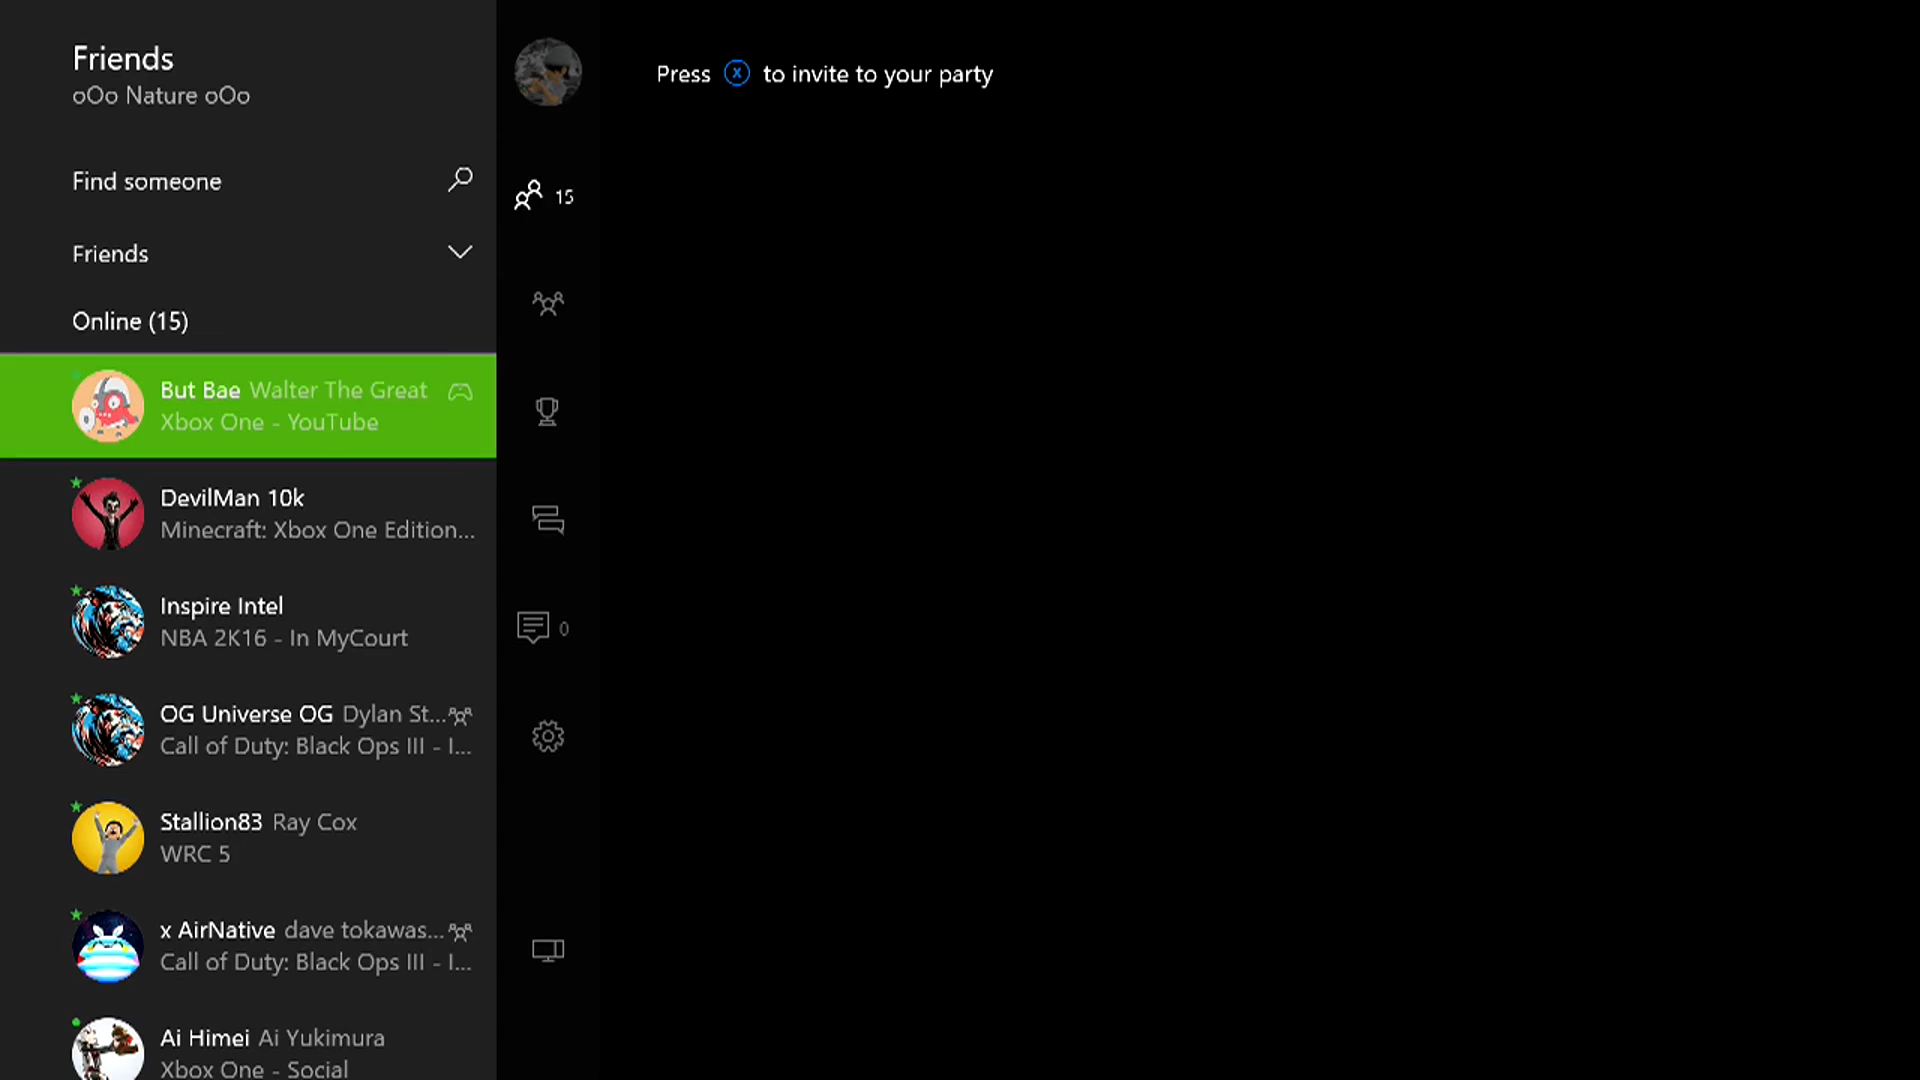 Friends
oOo Nature oOo
Find someone
Friends
Online (15)
But Bae Walter The Great
Xbox One - YouTube
DevilMan 10k
Minecraft: Xbox One Edition...
Inspire Intel
NBA 2K16 - In MyCourt
OG Universe OG Dylan St...
Call of Duty: Black Ops III - I...
Stallion83 Ray Cox
WRC 5
x AirNative dave tokawas...
Call of Duty: Black Ops III - I...
Ai Himei Ai Yukimura
Xbox One - Social
15
0
Press X to invite to your party